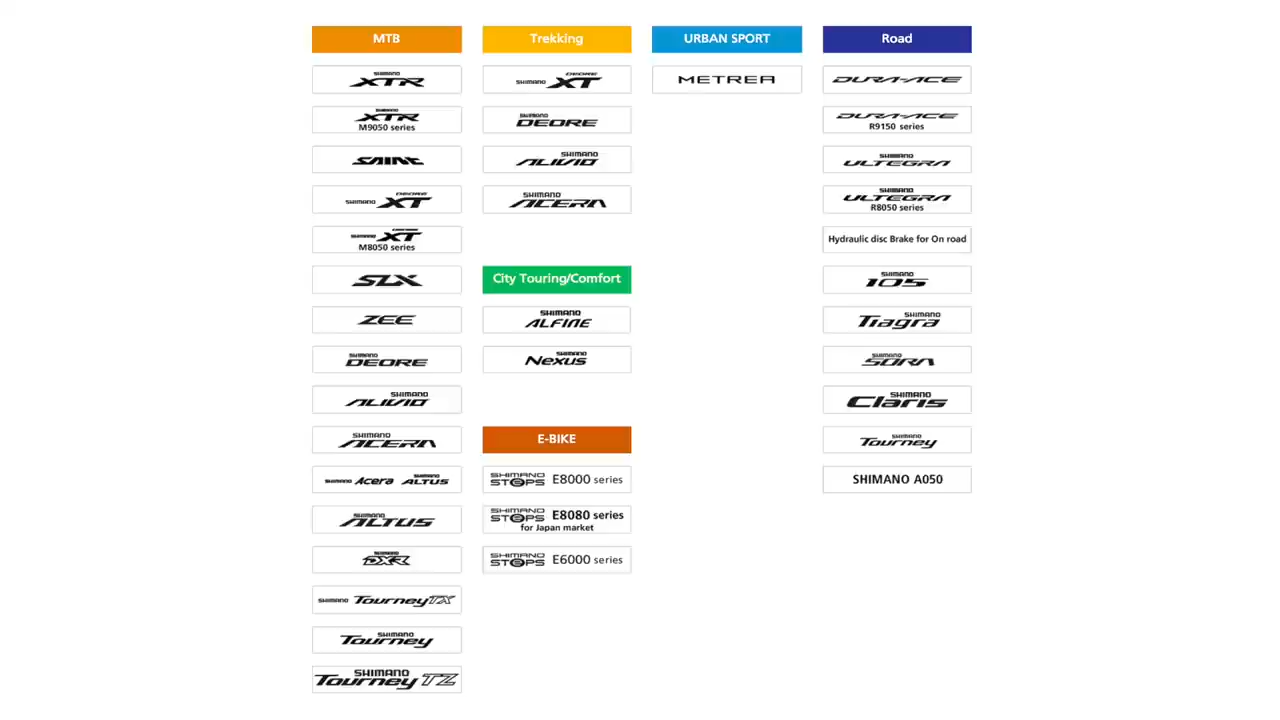 MTB
SHIMANO
XTR
SHIMANO
XTR
M9050 series
SAINT
DEORE
SHIMANO XT
SHIMANO XT
M8050 series
SLX
ZEE
SHIMANO
DEORE
SHIMANO
ALIVIO
SHIMANO
ACERA
SHIMANO Acera SHIMANO ALTUS
SHIMANO
ALTUS
SHIMANO
DXR
SHIMANO Tourney TX
SHIMANO
Tourney
SHIMANO
Tourney TZ
Trekking
DEORE
SHIMANO XT
SHIMANO
DEORE
SHIMANO
ALIVIO
SHIMANO
ACERA
City Touring/Comfort
SHIMANO
ALFINE
SHIMANO
Nexus
E-BIKE
SHIMANO
STEPS E8000 series
SHIMANO
STEPS E8080 series
for Japan market
SHIMANO
STEPS E6000 series
URBAN SPORT
METREA
Road
DURA-ACE
DURA-ACE
R9150 series
SHIMANO
ULTEGRA
SHIMANO
ULTEGRA
R8050 series
Hydraulic disc Brake for On road
SHIMANO
105
SHIMANO
Tiagra
SHIMANO
SORA
SHIMANO
Claris
SHIMANO
Tourney
SHIMANO A050